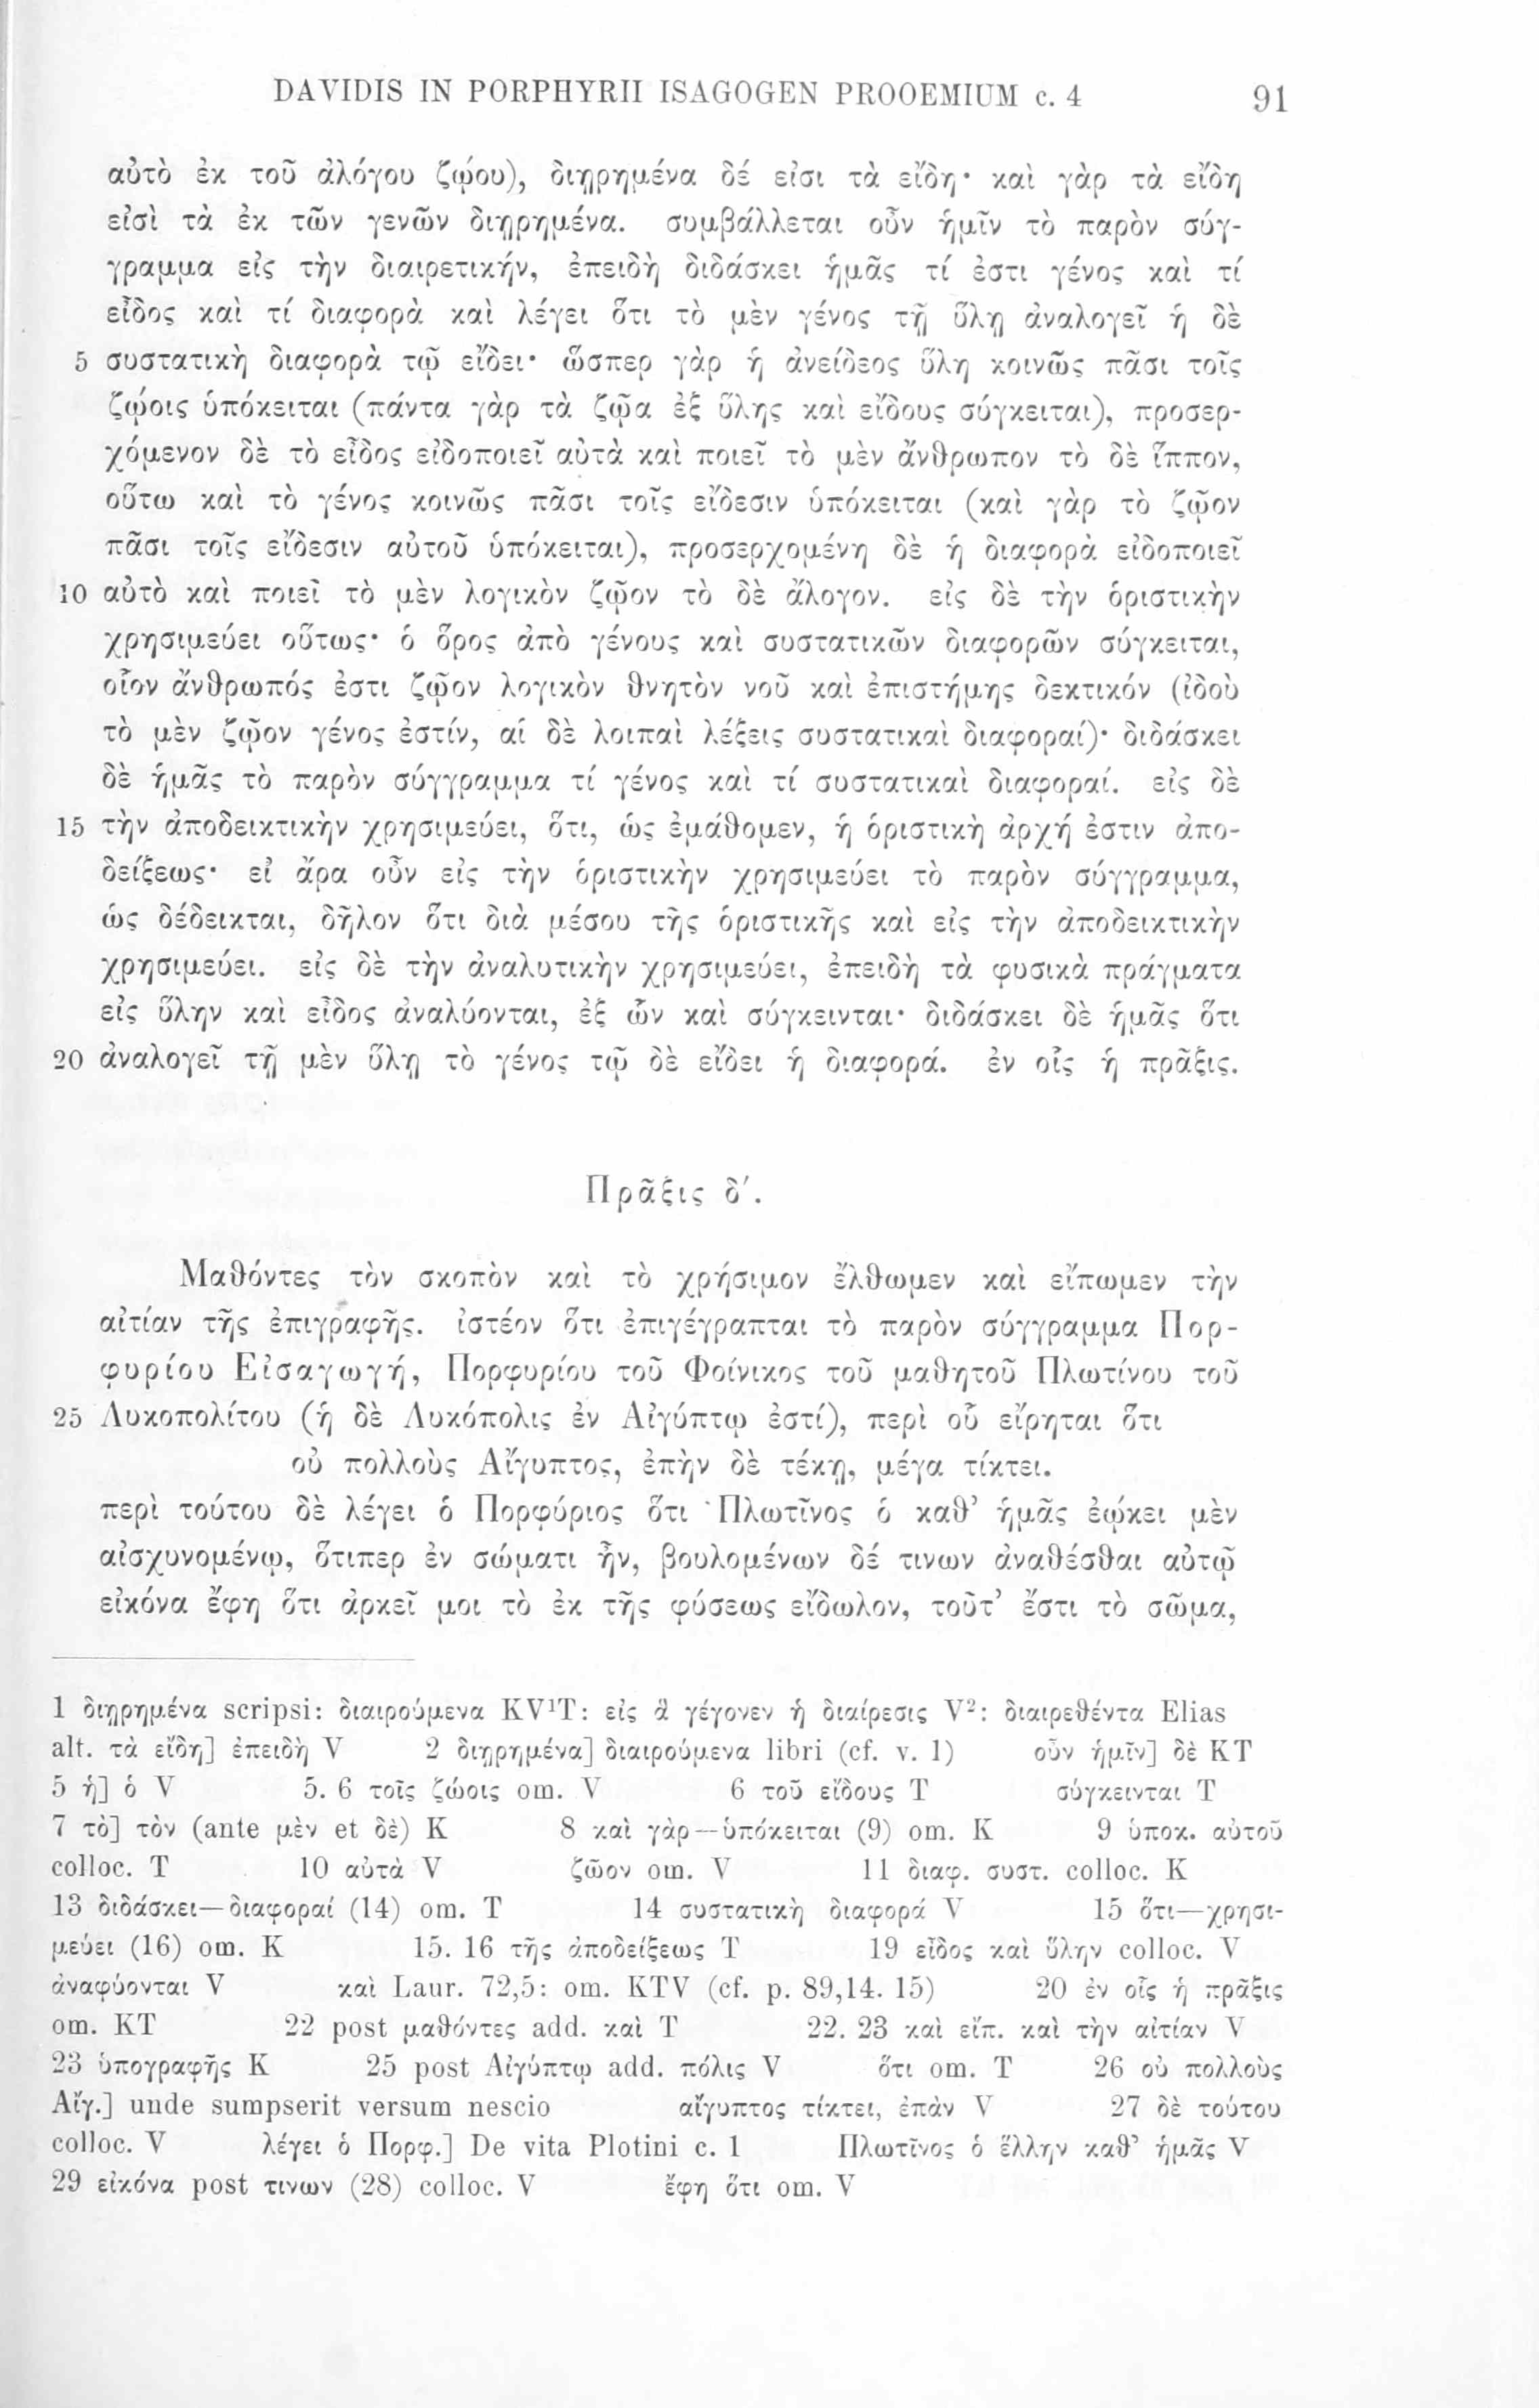 DAVIDIS IN PORPHYRII ISAGOGEN PROOEMIUM c. 4 91
αὐτὸ ἐκ τοῦ ἀλόγου ζῴου), διῃρημένα δέ εἰσι τὰ εἴδη· καὶ γὰρ τὰ εἴδη
εἰσὶ τὰ ἐκ τῶν γενῶν διῃρημένα. συμβάλλεται οὖν ἡμῖν τὸ παρὸν σύγ-
γραμμα εἰς τὴν διαιρετικήν, ἐπειδὴ διδάσκει ἡμᾶς τί ἐστι γένος καὶ τί
εἶδος καὶ τί διαφορὰ καὶ λέγει ὅτι τὸ μὲν γένος τῇ ὕλῃ ἀναλογεῖ ἡ δὲ
5 συστατικὴ διαφορὰ τῷ εἴδει· ὥσπερ γὰρ ἡ ἀνείδεος ὕλη κοινῶς πᾶσι τοῖς
ζῴοις ὑπόκειται (πάντα γὰρ τὰ ζῷα ἐξ ὕλης καὶ εἴδους σύγκειται), προσερ-
χόμενον δὲ τὸ εἶδος εἰδοποιεῖ αὐτὰ καὶ ποιεῖ τὸ μὲν ἄνθρωπον τὸ δὲ ἵππον,
οὕτω καὶ τὸ γένος κοινῶς πᾶσι τοῖς εἴδεσιν ὑπόκειται (καὶ γὰρ τὸ ζῷον
πᾶσι τοῖς εἴδεσιν αὐτοῦ ὑπόκειται), προσερχομένη δὲ ἡ διαφορὰ εἰδοποιεῖ
10 αὐτὸ καὶ ποιεῖ τὸ μὲν λογικὸν ζῷον τὸ δὲ ἄλογον. εἰς δὲ τὴν ὁριστικὴν
χρησιμεύει οὕτως· ὁ ὅρος ἀπὸ γένους καὶ συστατικῶν διαφορῶν σύγκειται,
οἷον ἄνθρωπός ἐστι ζῷον λογικὸν θνητὸν νοῦ καὶ ἐπιστήμης δεκτικόν (ἰδοὺ
τὸ μὲν ζῷον γένος ἐστίν, αἱ δὲ λοιπαὶ λέξεις συστατικαὶ διαφοραί)· διδάσκει
δὲ ἡμᾶς τὸ παρὸν σύγγραμμα τί γένος καὶ τί συστατικαὶ διαφοραί. εἰς δὲ
15 τὴν ἀποδεικτικὴν χρησιμεύει, ὅτι, ὡς ἐμάθομεν, ἡ ὁριστικὴ ἀρχή ἐστιν ἀπο-
δείξεως· εἰ ἄρα οὖν εἰς τὴν ὁριστικὴν χρησιμεύει τὸ παρὸν σύγγραμμα,
ὡς δέδεικται, δῆλον ὅτι διὰ μέσου τῆς ὁριστικῆς καὶ εἰς τὴν ἀποδεικτικὴν
χρησιμεύει. εἰς δὲ τὴν ἀναλυτικὴν χρησιμεύει, ἐπειδὴ τὰ φυσικὰ πράγματα
εἰς ὕλην καὶ εἶδος ἀναλύονται, ἐξ ὧν καὶ σύγκεινται· διδάσκει δὲ ἡμᾶς ὅτι
20 ἀναλογεῖ τῇ μὲν ὕλῃ τὸ γένος τῷ δὲ εἴδει ἡ διαφορά. ἐν οἷς ἡ πρᾶξις.
Πρᾶξις δ′.
Μαθόντες τὸν σκοπὸν καὶ τὸ χρήσιμον ἔλθωμεν καὶ εἴπωμεν τὴν
αἰτίαν τῆς ἐπιγραφῆς. ἰστέον ὅτι ἐπιγέγραπται τὸ παρὸν σύγγραμμα Πορ-
φυρίου Εἰσαγωγή, Πορφυρίου τοῦ Φοίνικος τοῦ μαθητοῦ Πλωτίνου τοῦ
25 Λυκοπολίτου (ἡ δὲ Λυκόπολις ἐν Αἰγύπτῳ ἐστί), περὶ οὗ εἴρηται ὅτι
οὐ πολλοὺς Αἴγυπτος, ἐπὴν δὲ τέκῃ, μέγα τίκτει.
περὶ τούτου δὲ λέγει ὁ Πορφύριος ὅτι ῾Πλωτῖνος ὁ καθ’ ἡμᾶς ἐῴκει μὲν
αἰσχυνομένῳ, ὅτιπερ ἐν σώματι ἦν, βουλομένων δέ τινων ἀναθέσθαι αὐτῷ
εἰκόνα ἔφη ὅτι ἀρκεῖ μοι τὸ ἐκ τῆς φύσεως εἴδωλον, τοῦτ’ ἔστι τὸ σῶμα,
1 διῃρημένα scripsi: διαιρούμενα KV¹T: εἰς ἃ γέγονεν ἡ διαίρεσις V²: διαιρεθέντα Elias
alt. τὰ εἴδη] ἐπειδὴ V 2 διῃρημένα] διαιρούμενα libri (cf. v. 1) οὖν ἡμῖν] δὲ KT
5 ἡ] ὁ V 5. 6 τοῖς ζώοις om. V 6 τοῦ εἴδους T σύγκεινται T
7 τὸ] τὸν (ante μὲν et δὲ) K 8 καὶ γὰρ—ὑπόκειται (9) om. K 9 ὑποκ. αὐτοῦ
colloc. T 10 αὐτὰ V ζῶον om. V 11 διαφ. συστ. colloc. K
13 διδάσκει—διαφοραί (14) om. T 14 συστατικὴ διαφορά V 15 ὅτι—χρησι-
μεύει (16) om. K 15. 16 τῆς ἀποδείξεως T 19 εἶδος καὶ ὕλην colloc. V
ἀναφύονται V καὶ Laur. 72,5: om. KTV (cf. p. 89,14. 15) 20 ἐν οἷς ἡ πρᾶξις
om. KT 22 post μαθόντες add. καὶ T 22. 23 καὶ εἴπ. καὶ τὴν αἰτίαν V
23 ὑπογραφῆς K 25 post Αἰγύπτῳ add. πόλις V ὅτι om. T 26 οὐ πολλοὺς
Αἴγ.] unde sumpserit versum nescio αἴγυπτος τίκτει, ἐπὰν V 27 δὲ τούτου
colloc. V λέγει ὁ Πορφ.] De vita Plotini c. 1 Πλωτῖνος ὁ ἕλλην καθ’ ἡμᾶς V
29 εἰκόνα post τινων (28) colloc. V ἔφη ὅτι om. V